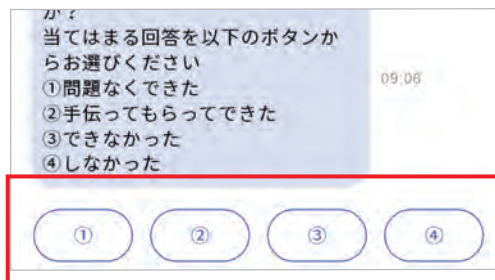 か？
当てはまる回答を以下のボタンか
らお選びください
①問題なくできた
②手伝ってもらってできた
③できなかった
④しなかった
09:06
① ② ③ ④